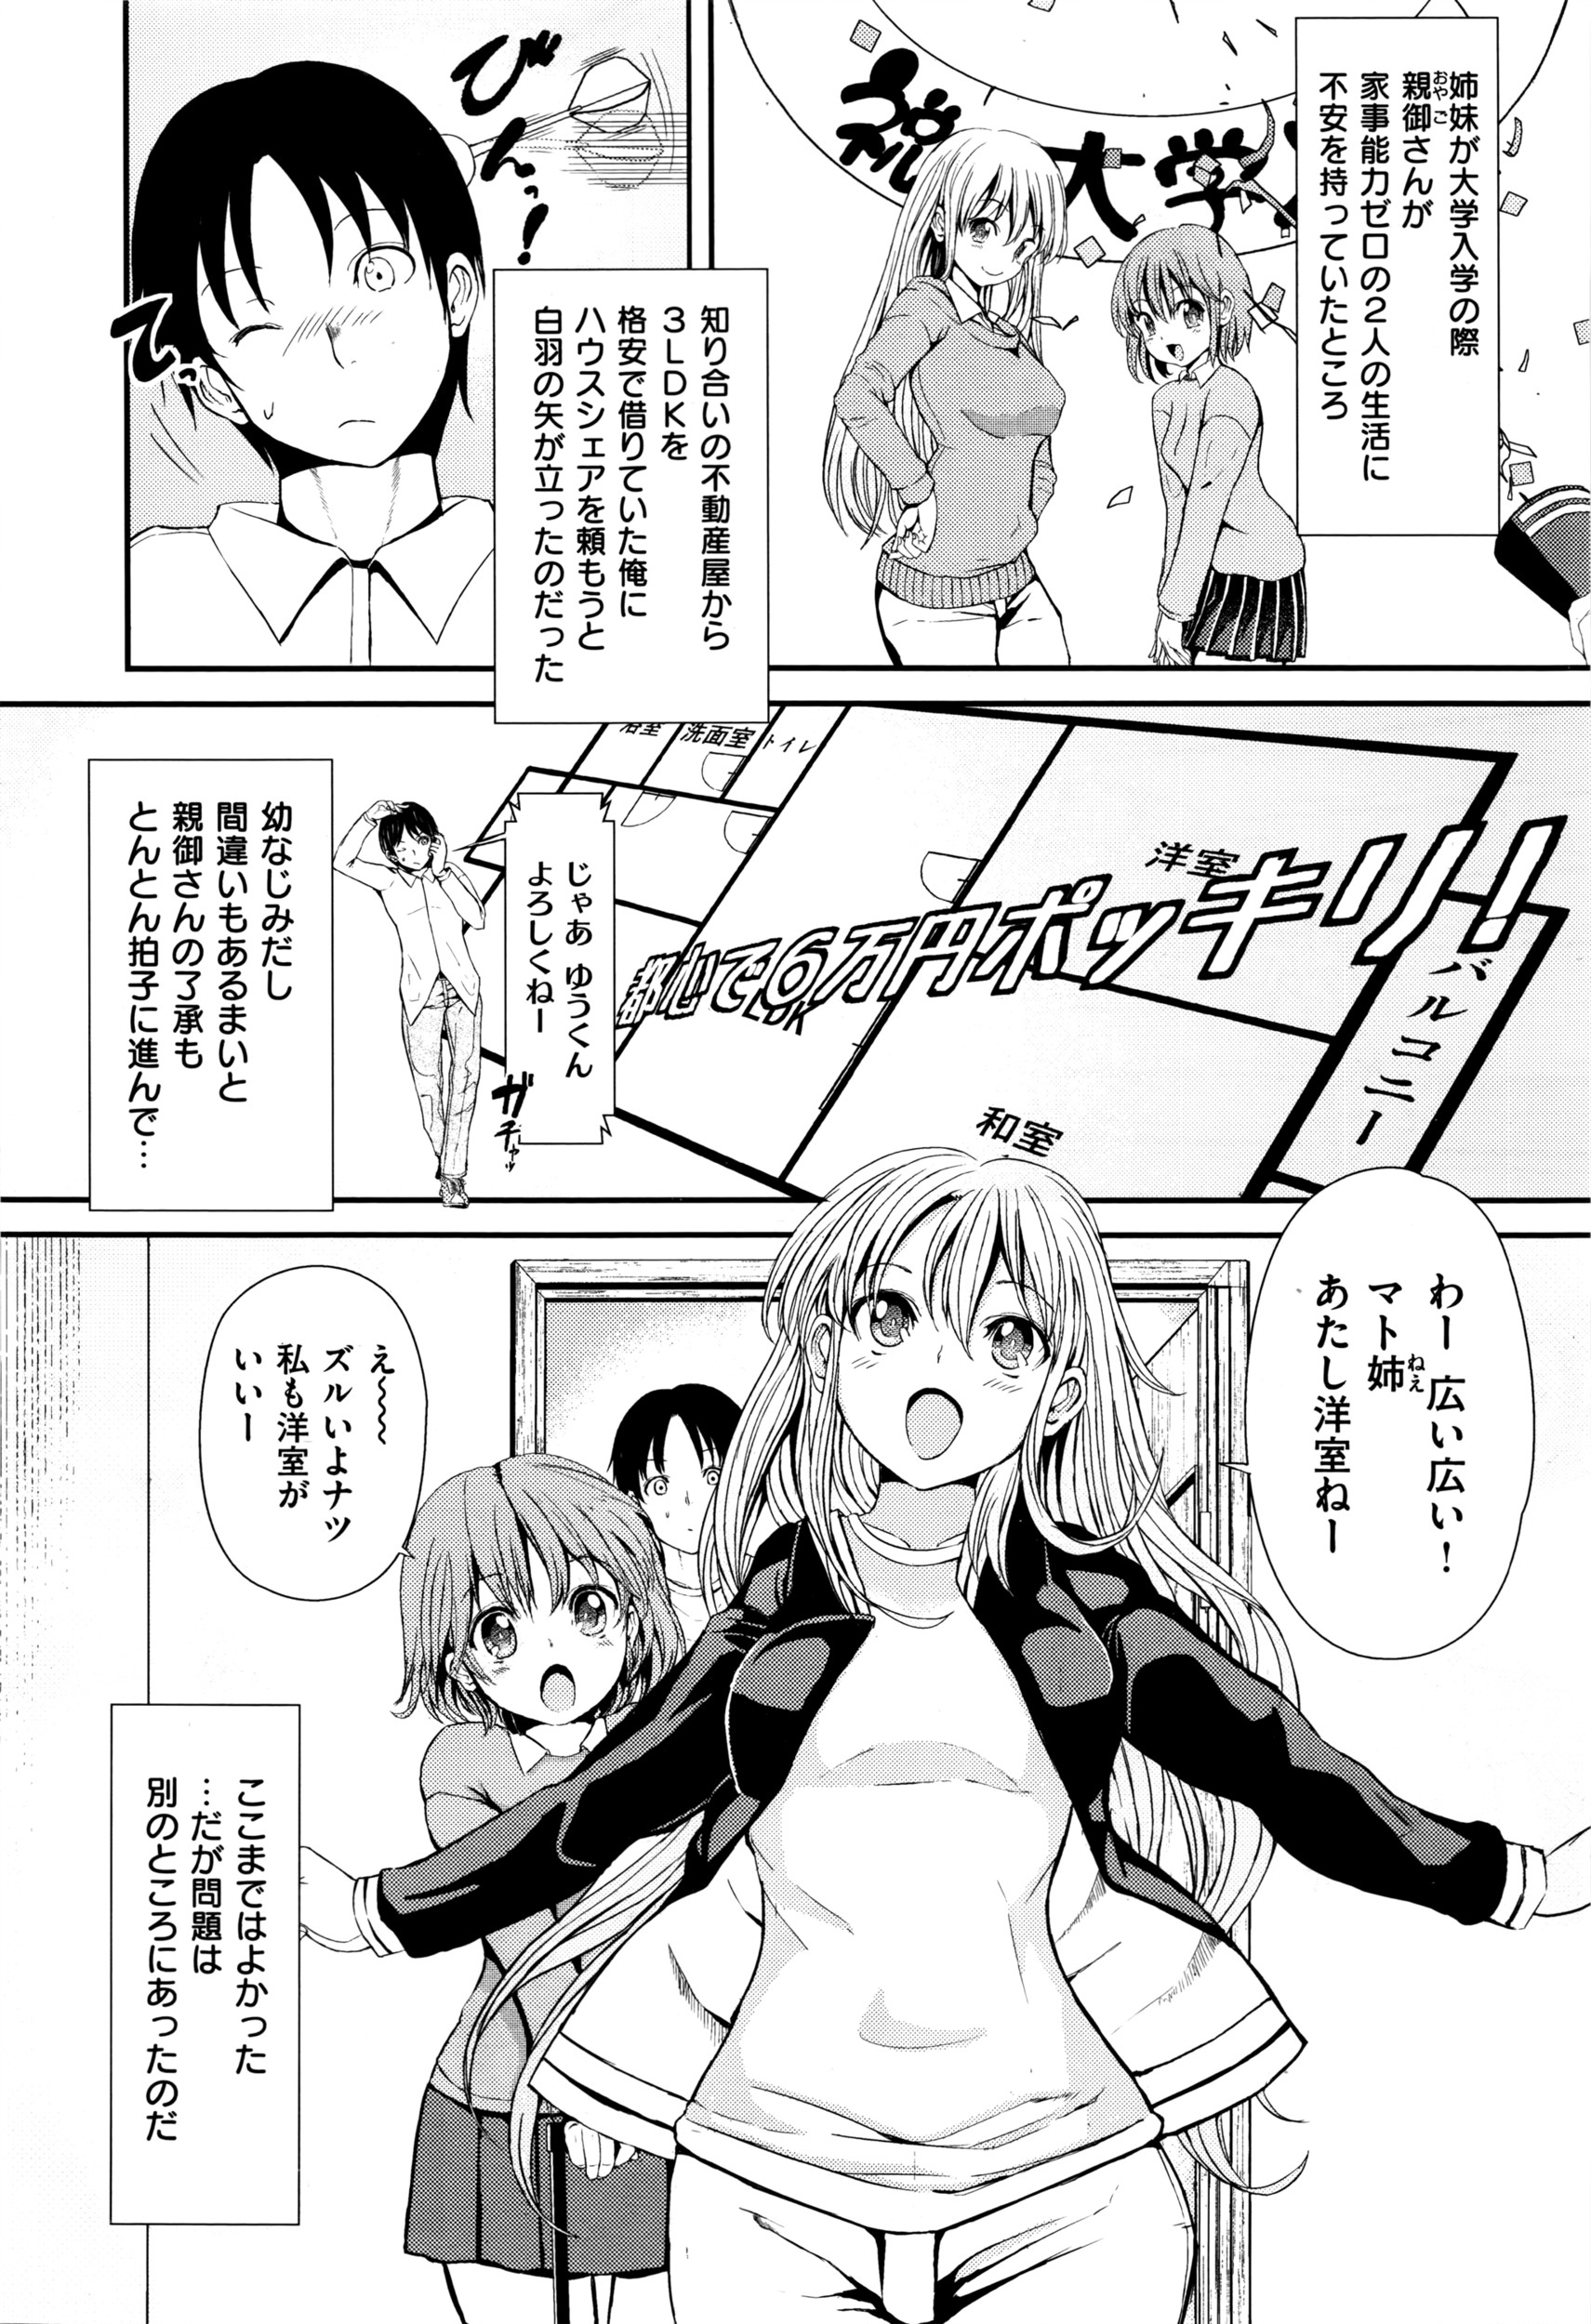 姉妹が大学入学の際
親御さんが
おやご
家事能力ゼロの2人の生活に
不安を持っていたところ
祝 大学
びんっ!
てっ
知り合いの不動産屋から
3LDKを
格安で借りていた俺に
ハウスシェアを頼もうと
白羽の矢が立ったのだった
浴室
洗面室
トイレ
洋室
都心で6万円ポッキリ!
LDK
バルコニー
和室
じゃあ ゆうくん
よろしくねー
ガチャッ
幼なじみだし
間違いもあるまいと
親御さんの了承も
とんとん拍子に進んで…
わー 広い広い!
マト姉
ねえ
あたし洋室ねー
え〜〜〜
ズルいよナツ
私も洋室が
いいー
ここまではよかった
…だが問題は
別のところにあったのだ